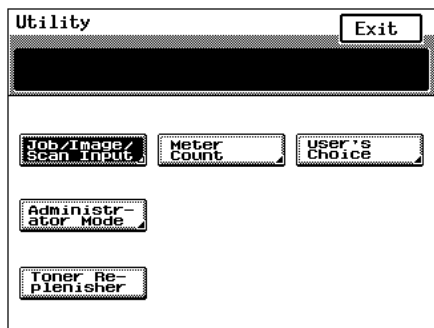 Utility
Exit
Job/Image/
Scan Input
Meter
Count
User's
Choice
Administr-
ator Mode
Toner Re-
plenisher